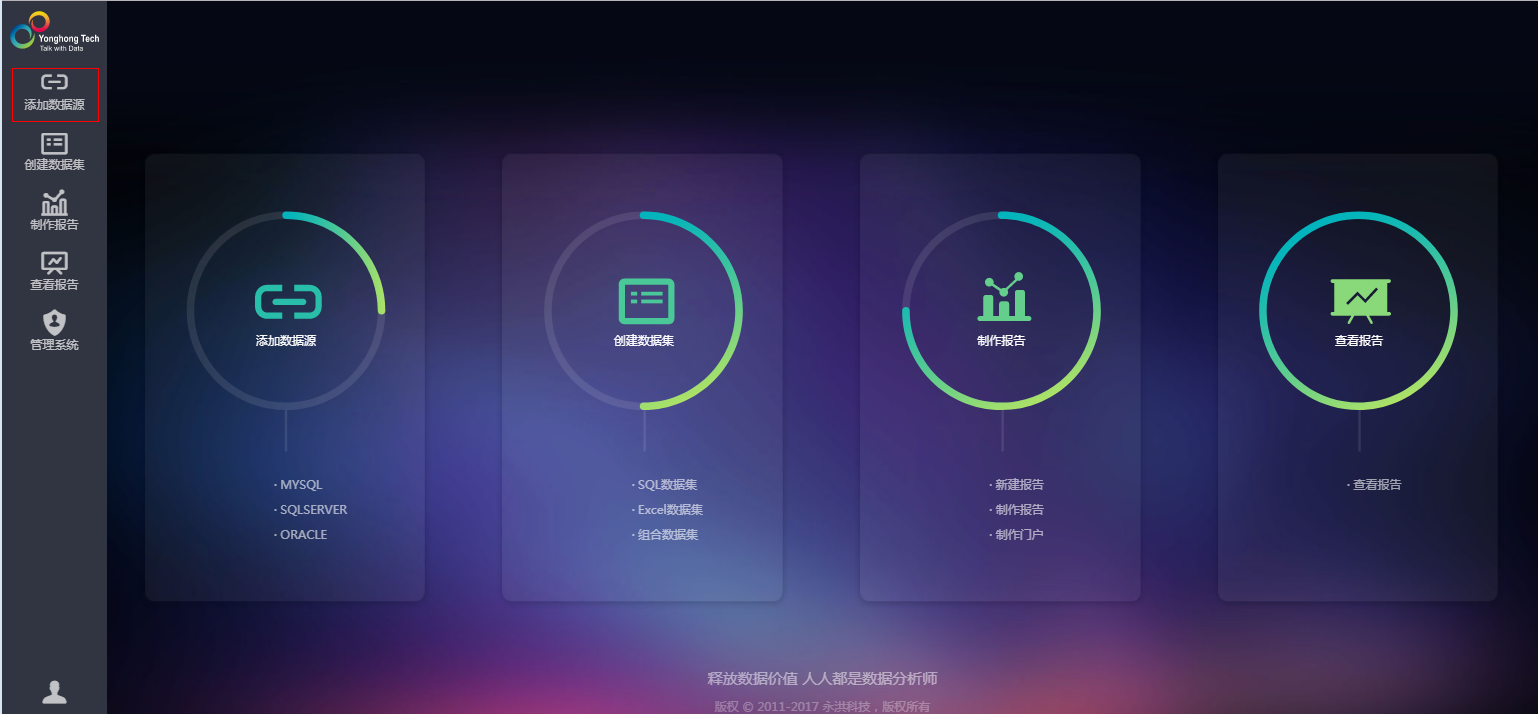 Yonghong Tech
Talk with Data
添加数据源
创建数据集
制作报告
查看报告
管理系统
添加数据源
· MYSQL
· SQLSERVER
· ORACLE
创建数据集
· SQL数据集
· Excel数据集
· 组合数据集
制作报告
· 新建报告
· 制作报告
· 制作门户
查看报告
· 查看报告
释放数据价值 人人都是数据分析师
版权 © 2011-2017 永洪科技，版权所有